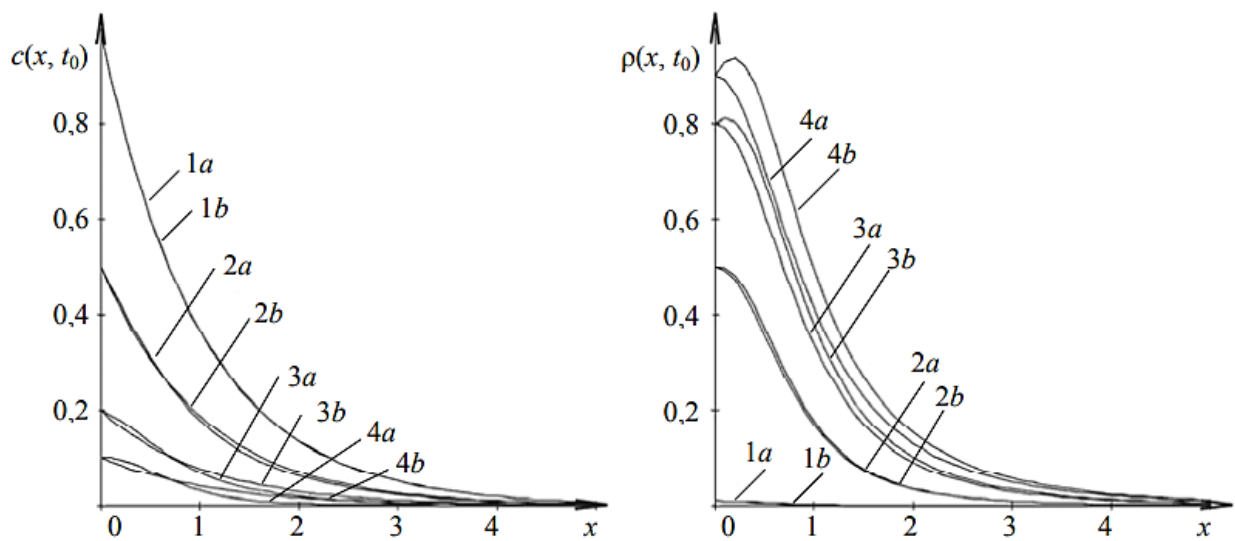 c(x, t₀)
0,8
0,6
0,4
0,2
1a
1b
2a
2b
3a
3b
4a
4b
0 1 2 3 4 x
ρ(x, t₀)
0,8
0,6
0,4
0,2
4a
4b
3a
3b
2a
2b
1a
1b
0 1 2 3 4 x